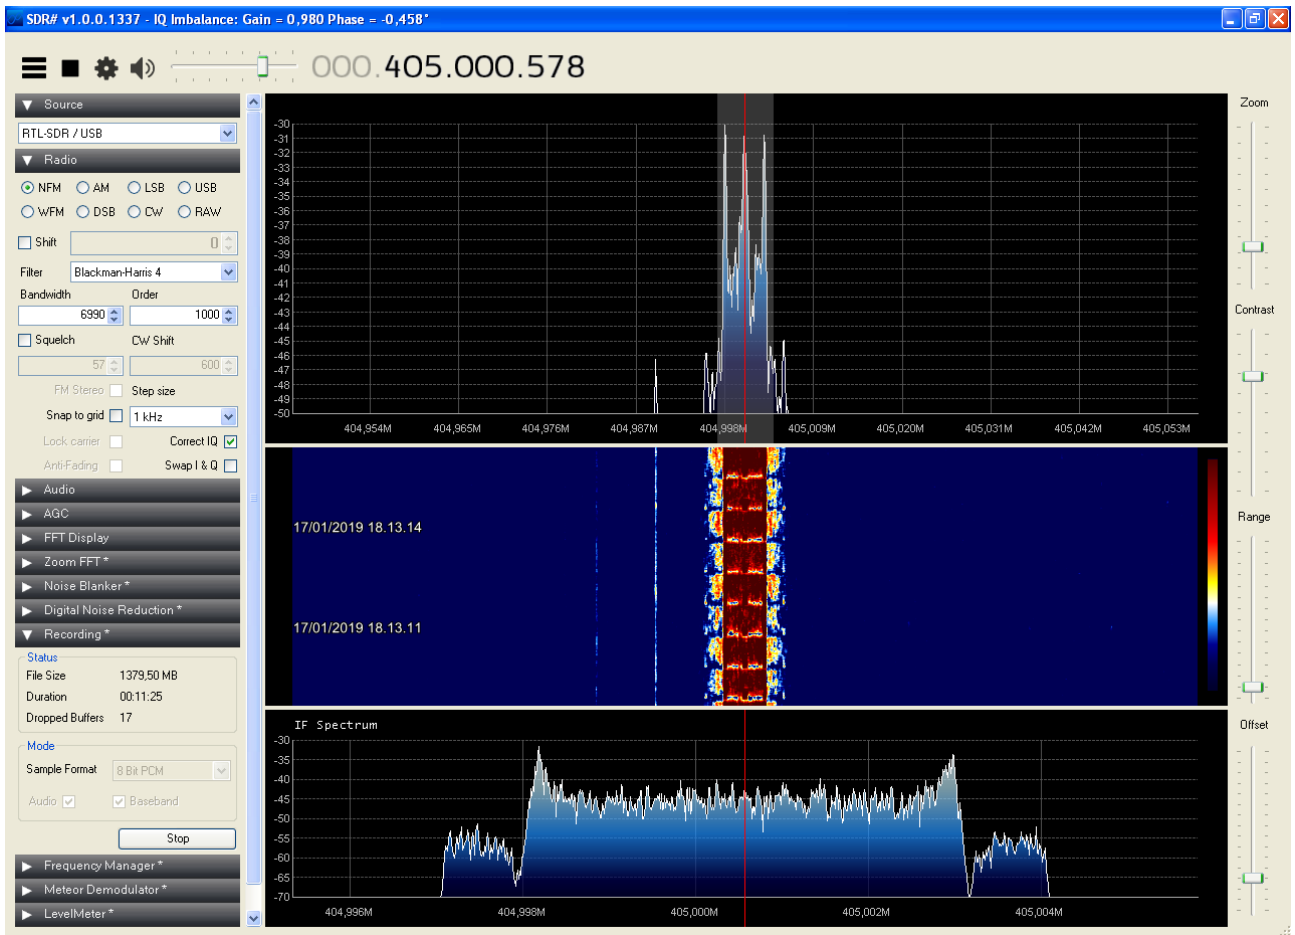 SDR# v1.0.0.1337 - IQ Imbalance: Gain = 0,980 Phase = -0,458°
000.405.000.578
Source
RTL-SDR / USB
Radio
NFM AM LSB USB
WFM DSB CW RAW
Shift 0
Filter Blackman-Harris 4
Bandwidth Order
6990 1000
Squelch CW Shift
57 600
FM Stereo Step size
Snap to grid 1 kHz
Lock carrier Correct IQ
Anti-Fading Swap I & Q
Audio
AGC
FFT Display
Zoom FFT *
Noise Blanker *
Digital Noise Reduction *
Recording *
Status
File Size 1379,50 MB
Duration 00:11:25
Dropped Buffers 17
Mode
Sample Format 8 Bit PCM
Audio Baseband
Stop
Frequency Manager *
Meteor Demodulator *
LevelMeter *
-30
-31
-32
-33
-34
-35
-36
-37
-38
-39
-40
-41
-42
-43
-44
-45
-46
-47
-48
-49
-50
404,954M 404,965M 404,976M 404,987M 404,998M 405,009M 405,020M 405,031M 405,042M 405,053M
17/01/2019 18.13.14
17/01/2019 18.13.11
IF Spectrum
-30
-35
-40
-45
-50
-55
-60
-65
-70
404,996M 404,998M 405,000M 405,002M 405,004M
Zoom
Contrast
Range
Offset